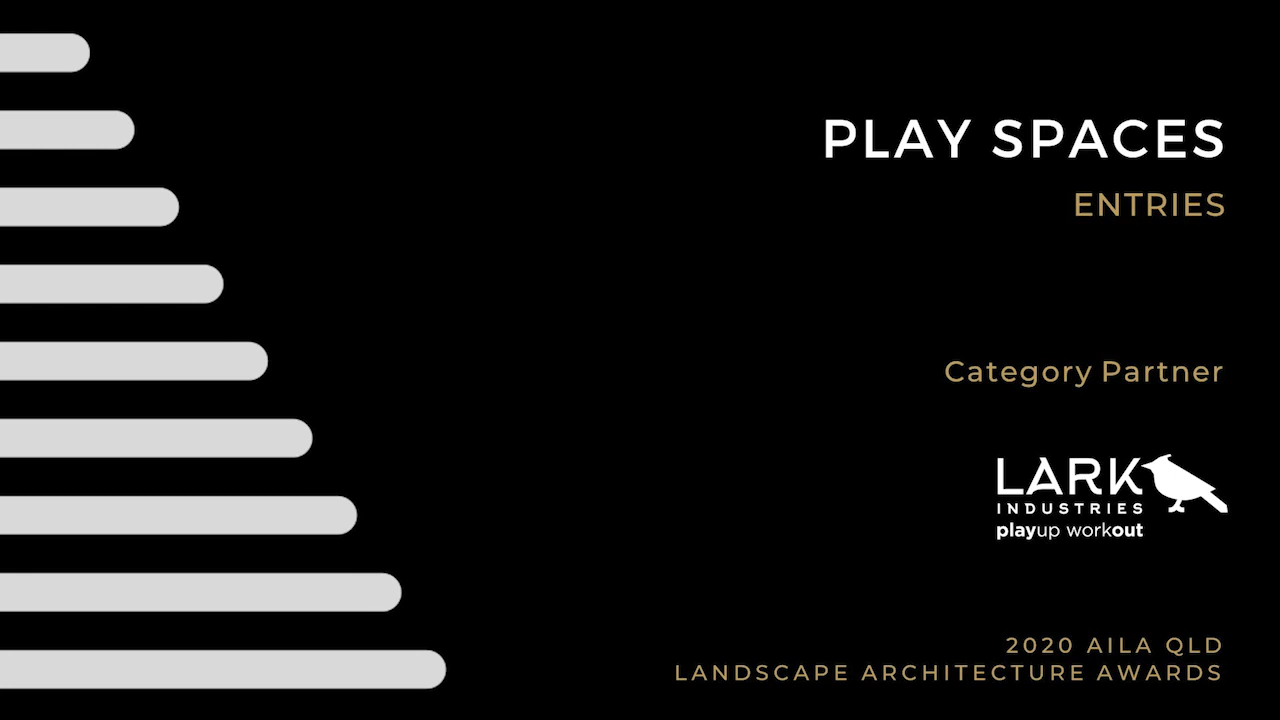 PLAY SPACES
ENTRIES
Category Partner
LARK
INDUSTRIES
playup workout
2020 AILA QLD
LANDSCAPE ARCHITECTURE AWARDS